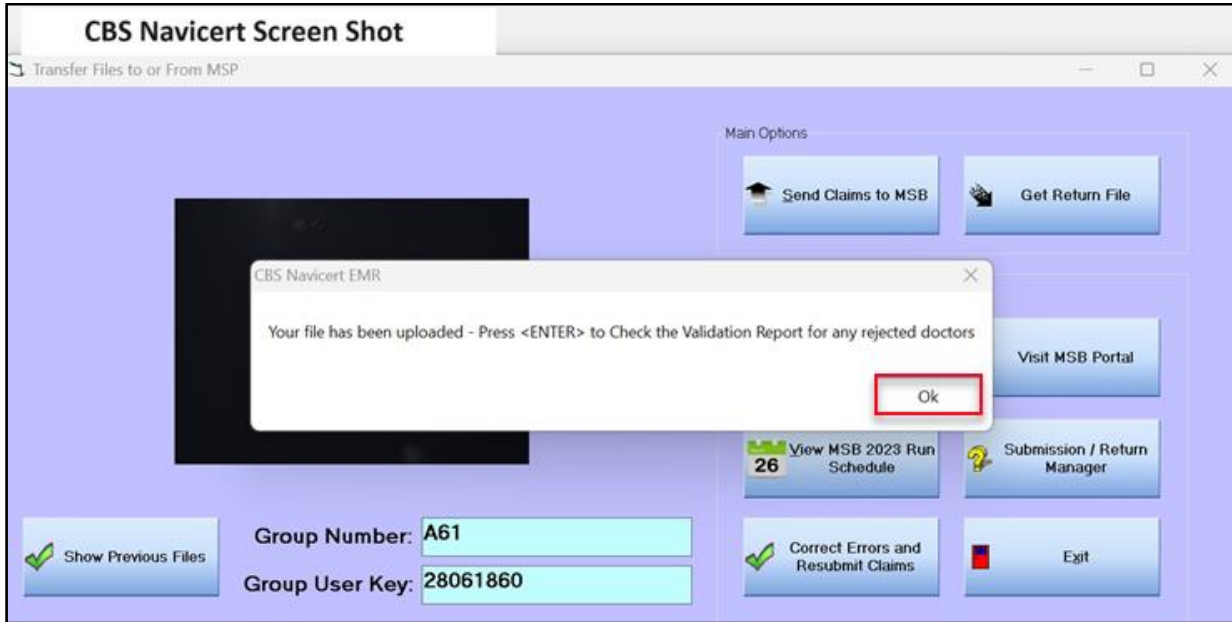 CBS Navicert Screen Shot
Transfer Files to or From MSP
Main Options
Send Claims to MSB
Get Return File
CBS Navicert EMR
Your file has been uploaded - Press <ENTER> to Check the Validation Report for any rejected doctors
Ok
Visit MSB Portal
26
View MSB 2023 Run
Schedule
Submission / Return
Manager
Show Previous Files
Group Number: A61
Group User Key: 28061860
Correct Errors and
Resubmit Claims
Exit